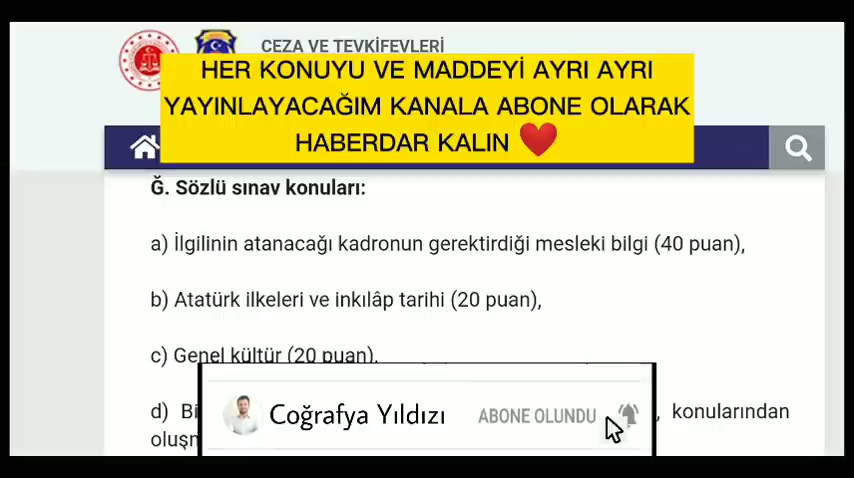 CEZA VE TEVKİFEVLERİ
HER KONUYU VE MADDEYİ AYRI AYRI
YAYINLAYACAĞIM KANALA ABONE OLARAK
HABERDAR KALIN ❤️
Ğ. Sözlü sınav konuları:
a) İlgilinin atanacağı kadronun gerektirdiği mesleki bilgi (40 puan),
b) Atatürk ilkeleri ve inkılâp tarihi (20 puan),
c) Genel kültür (20 puan),
d) , konularından
Coğrafya Yıldızı ABONE OLUNDU